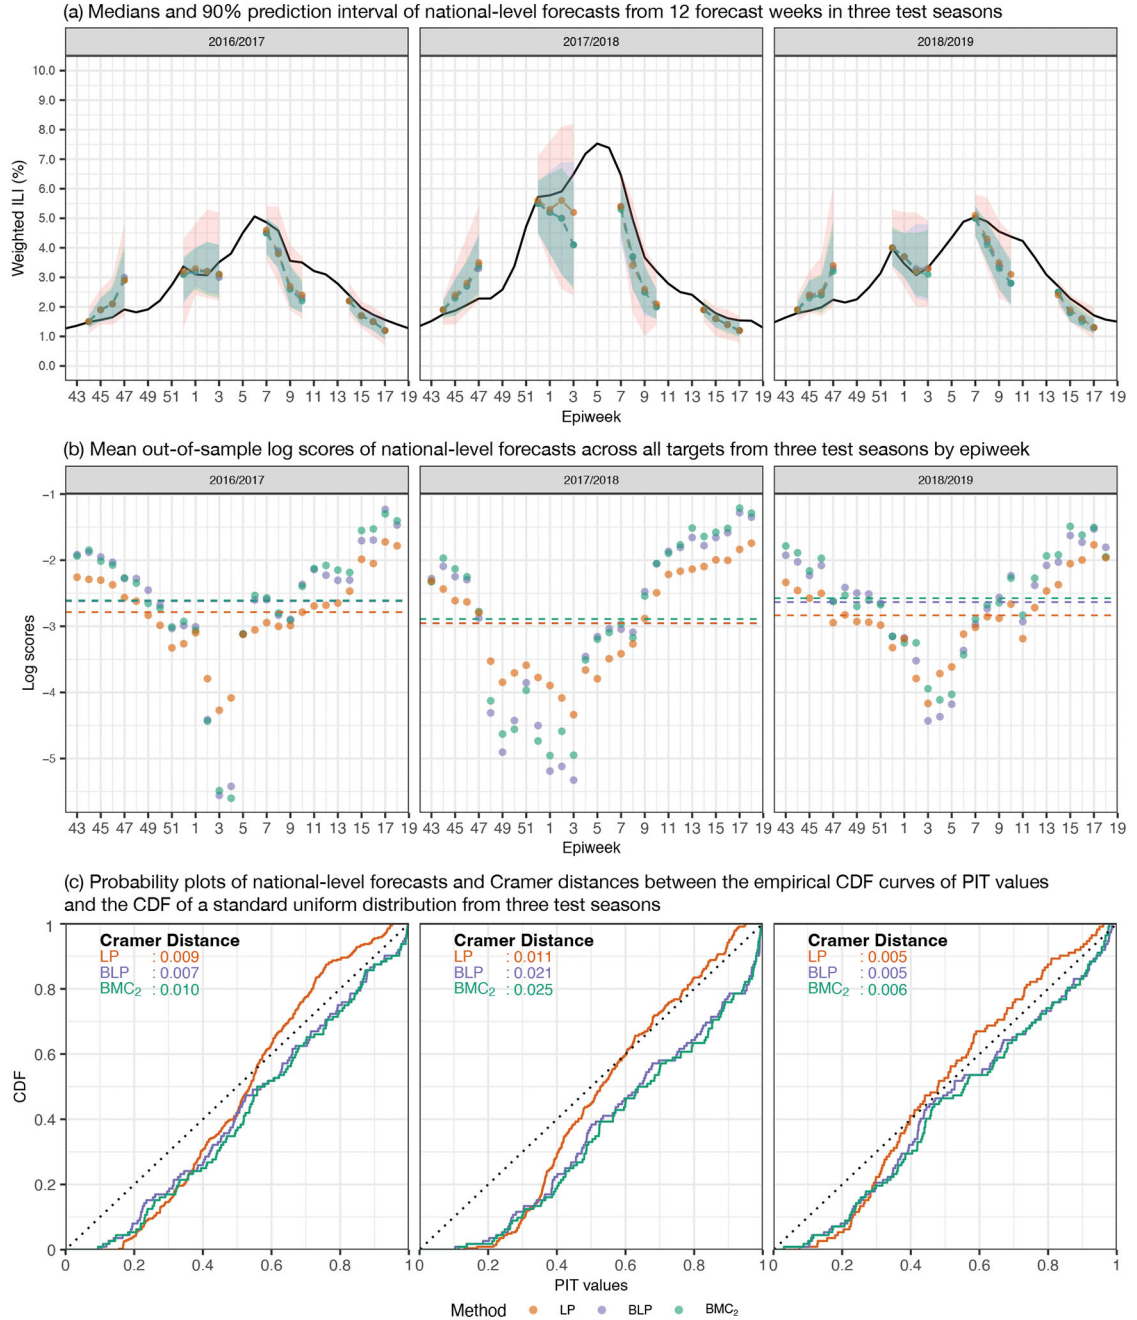 (a) Medians and 90% prediction interval of national-level forecasts from 12 forecast weeks in three test seasons
2016/2017 2017/2018 2018/2019
10.0
9.0
8.0
7.0
6.0
5.0
4.0
3.0
2.0
1.0
0.0
Weighted ILI (%)
43 45 47 49 51 1 3 5 7 9 11 13 15 17 19 43 45 47 49 51 1 3 5 7 9 11 13 15 17 19 43 45 47 49 51 1 3 5 7 9 11 13 15 17 19
Epiweek
(b) Mean out-of-sample log scores of national-level forecasts across all targets from three test seasons by epiweek
2016/2017 2017/2018 2018/2019
−1
−2
−3
−4
−5
Log scores
43 45 47 49 51 1 3 5 7 9 11 13 15 17 19 43 45 47 49 51 1 3 5 7 9 11 13 15 17 19 43 45 47 49 51 1 3 5 7 9 11 13 15 17 19
Epiweek
(c) Probability plots of national-level forecasts and Cramer distances between the empirical CDF curves of PIT values
and the CDF of a standard uniform distribution from three test seasons
Cramer Distance
LP : 0.009
BLP : 0.007
BMC₂ : 0.010
Cramer Distance
LP : 0.011
BLP : 0.021
BMC₂ : 0.025
Cramer Distance
LP : 0.005
BLP : 0.005
BMC₂ : 0.006
1
0.8
0.6
0.4
0.2
0
CDF
0 0.2 0.4 0.6 0.8 1 0 0.2 0.4 0.6 0.8 1 0 0.2 0.4 0.6 0.8 1
PIT values
Method LP BLP BMC₂